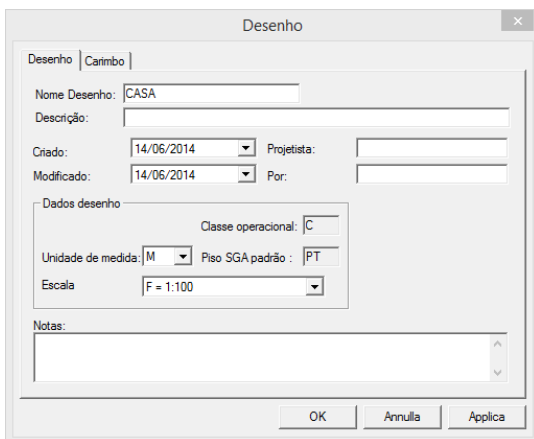 Desenho
Desenho Carimbo
Nome Desenho: CASA
Descrição:
Criado: 14/06/2014 Projetista:
Modificado: 14/06/2014 Por:
Dados desenho
Classe operacional: C
Unidade de medida: M Piso SGA padrão : PT
Escala F = 1:100
Notas:
OK Annulla Applica